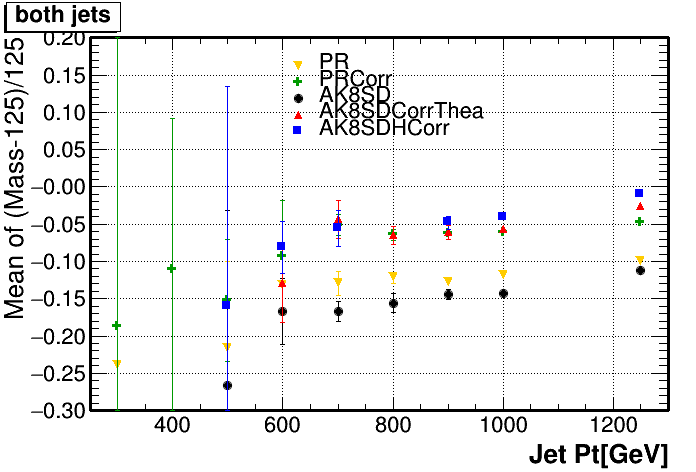 both jets
0.20
0.15
0.10
0.05
−0.00
−0.05
−0.10
−0.15
−0.20
−0.25
−0.30
Mean of (Mass-125)/125
PR
PRCorr
AK8SD
AK8SDCorrThea
AK8SDHCorr
400 600 800 1000 1200
Jet Pt[GeV]